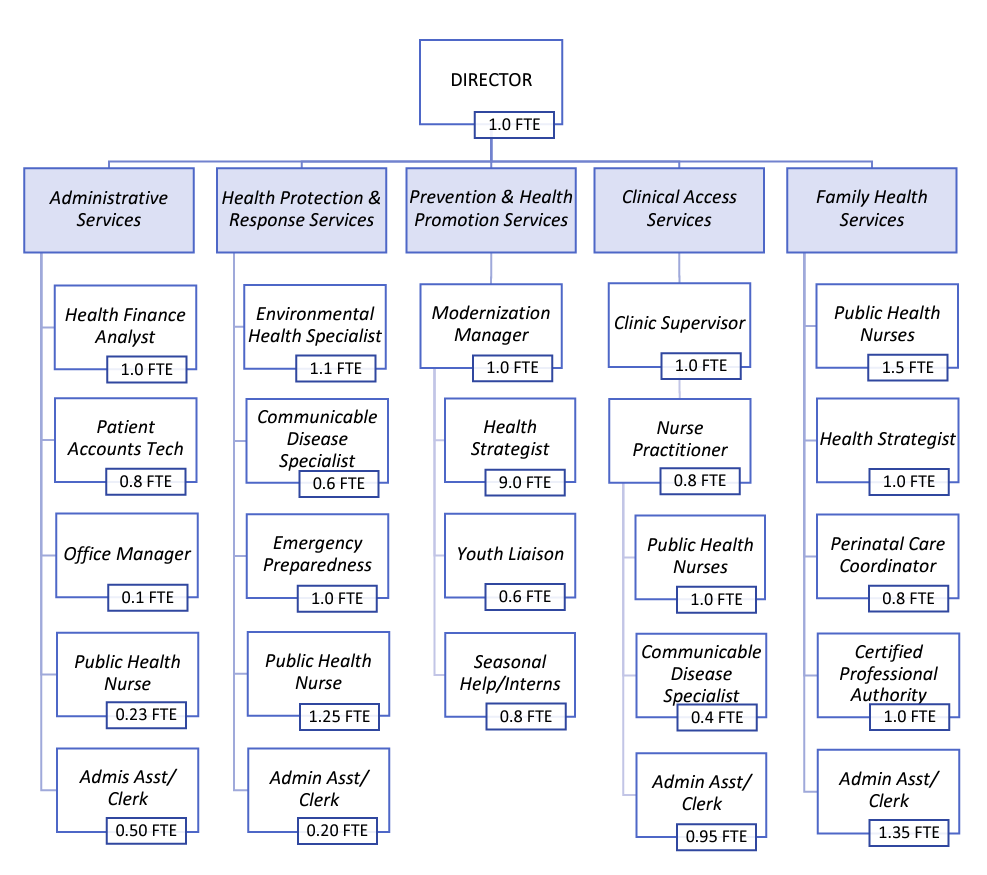 DIRECTOR
1.0 FTE
Administrative
Services
Health Protection &
Response Services
Prevention & Health
Promotion Services
Clinical Access
Services
Family Health
Services
Health Finance
Analyst
1.0 FTE
Patient
Accounts Tech
0.8 FTE
Office Manager
0.1 FTE
Public Health
Nurse
0.23 FTE
Admis Asst/
Clerk
0.50 FTE
Environmental
Health Specialist
1.1 FTE
Communicable
Disease
Specialist
0.6 FTE
Emergency
Preparedness
1.0 FTE
Public Health
Nurse
1.25 FTE
Admin Asst/
Clerk
0.20 FTE
Modernization
Manager
1.0 FTE
Health
Strategist
9.0 FTE
Youth Liaison
0.6 FTE
Seasonal
Help/Interns
0.8 FTE
Clinic Supervisor
1.0 FTE
Nurse
Practitioner
0.8 FTE
Public Health
Nurses
1.0 FTE
Communicable
Disease
Specialist
0.4 FTE
Admin Asst/
Clerk
0.95 FTE
Public Health
Nurses
1.5 FTE
Health Strategist
1.0 FTE
Perinatal Care
Coordinator
0.8 FTE
Certified
Professional
Authority
1.0 FTE
Admin Asst/
Clerk
1.35 FTE